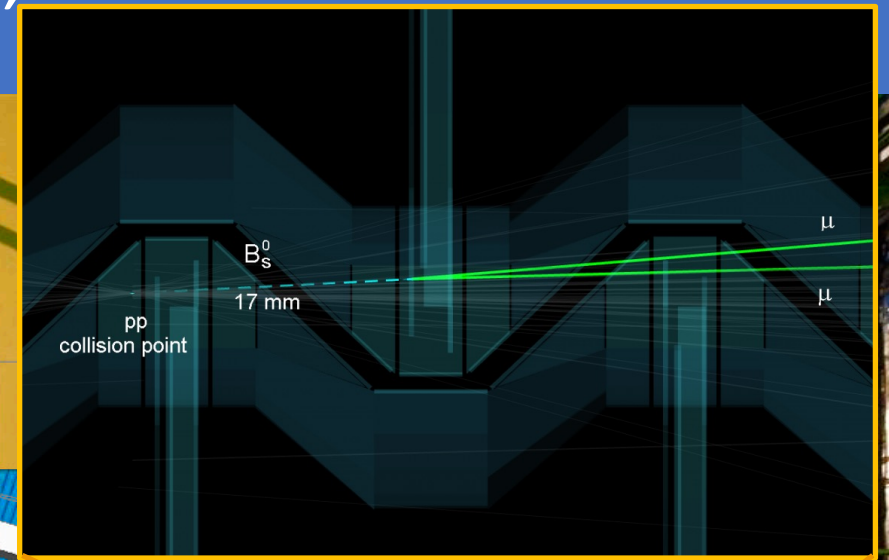 B⁰ₛ
17 mm
pp
collision point
μ
μ